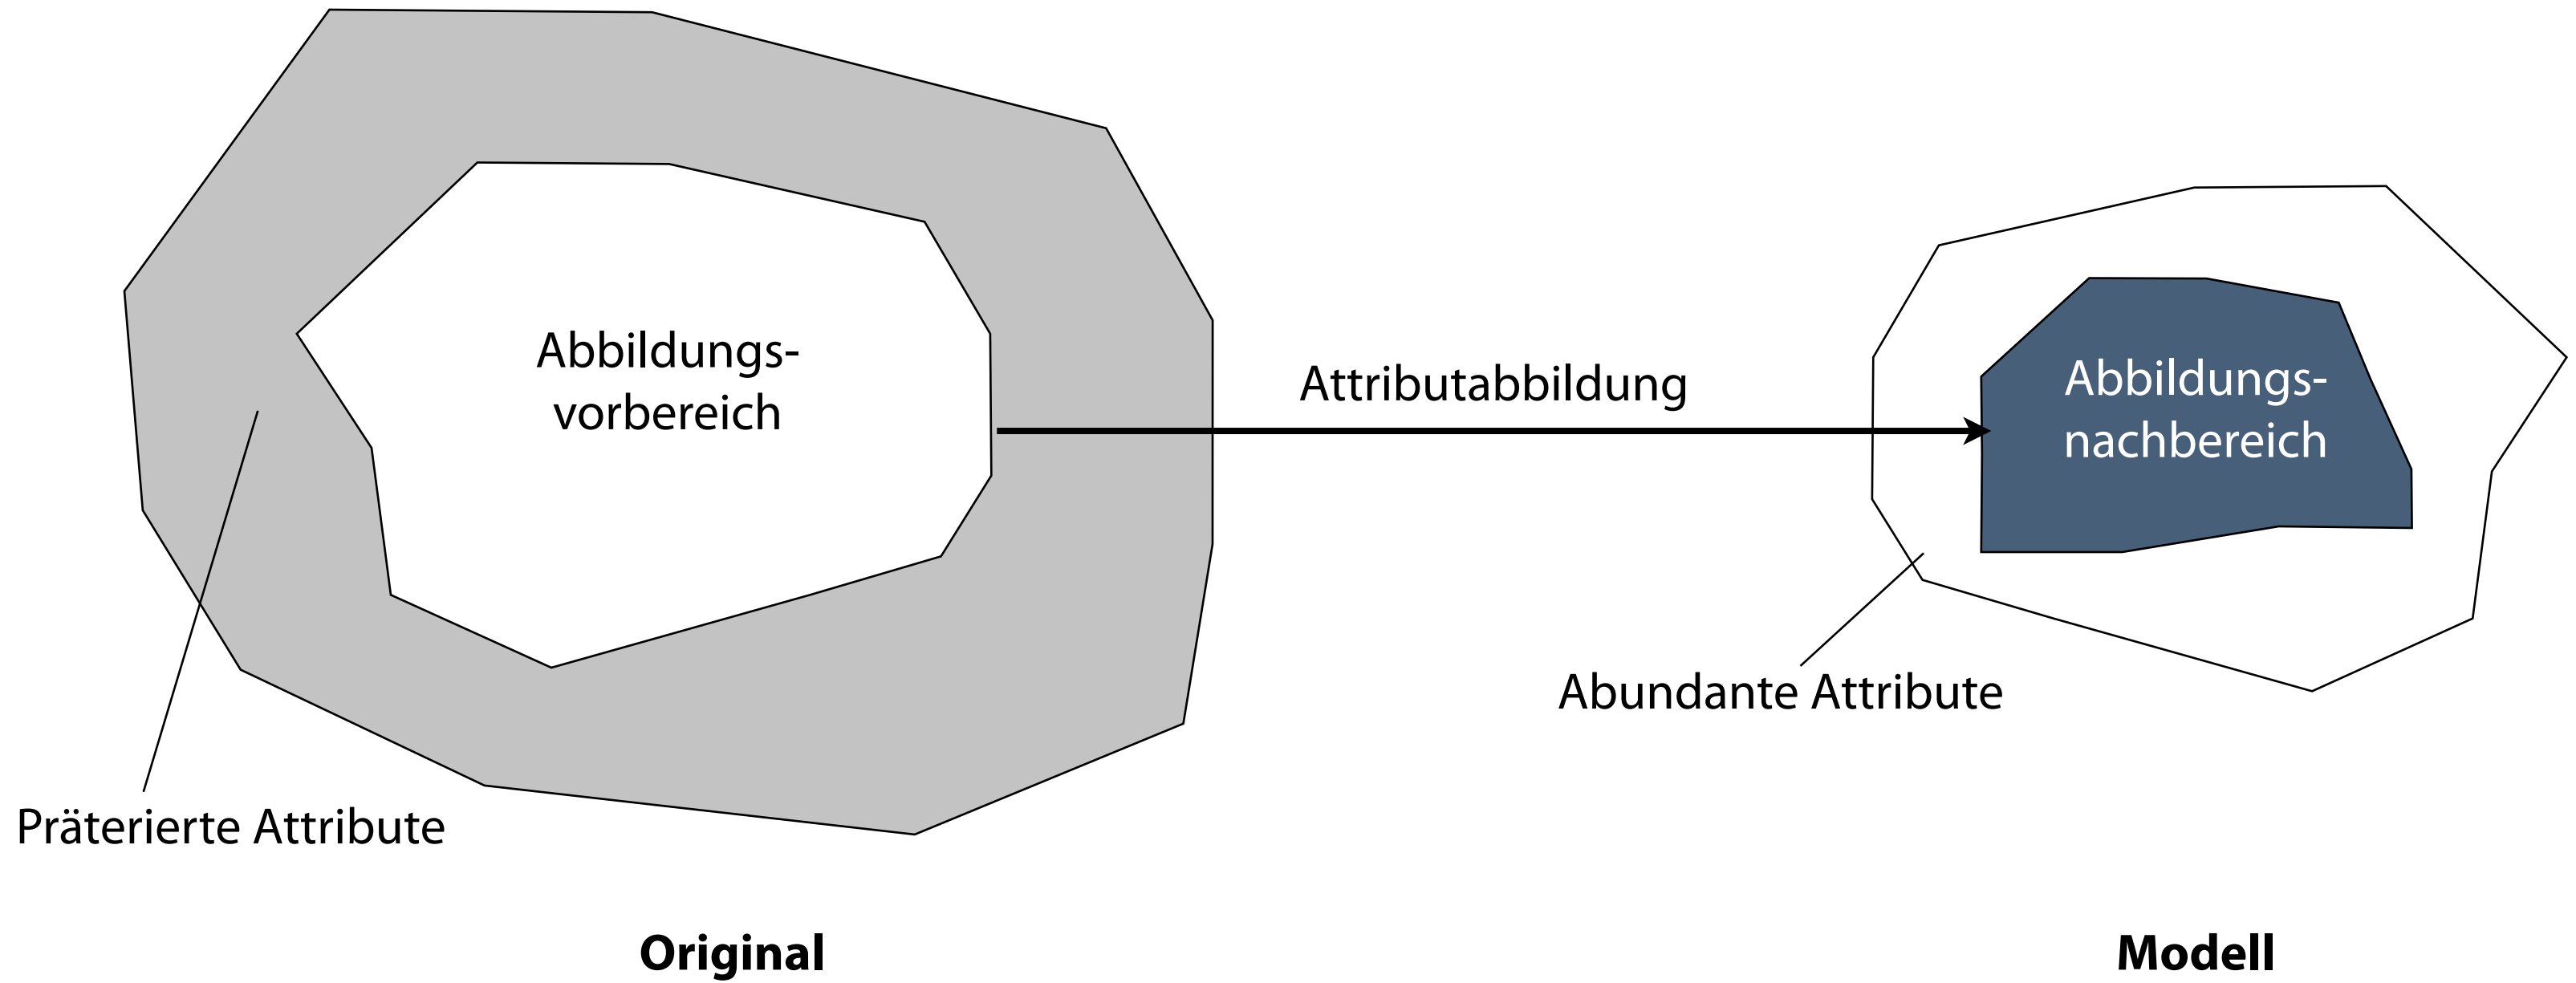 Abbildungs-
vorbereich
Attributabbildung
Abbildungs-
nachbereich
Abundante Attribute
Präterierte Attribute
Original
Modell